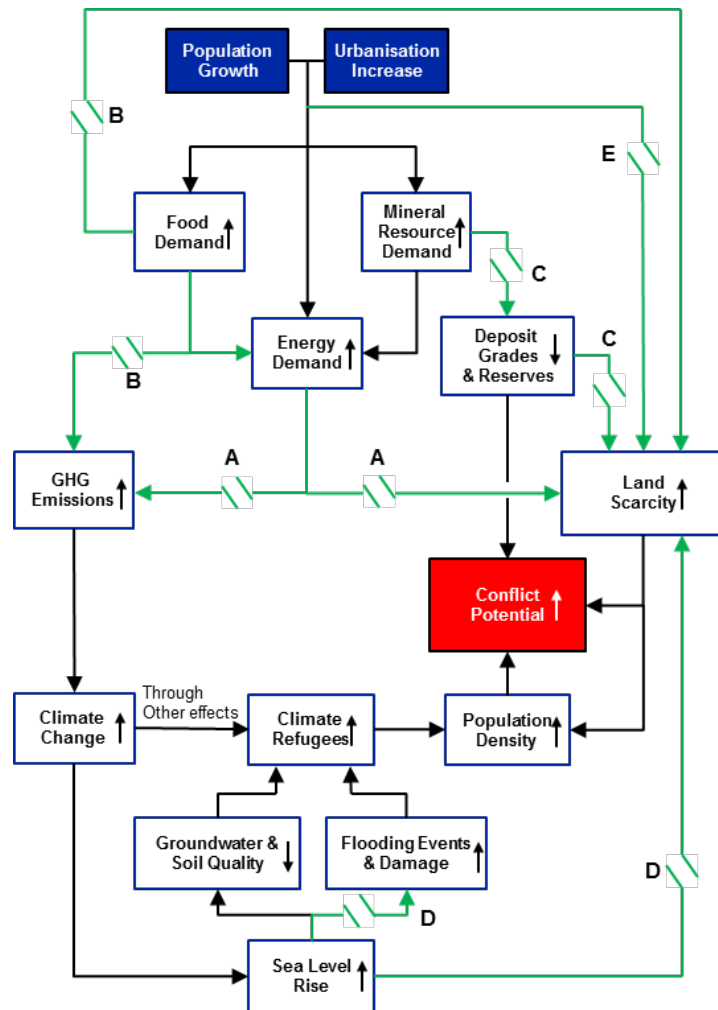 Population
Growth
Urbanisation
Increase
B
E
Food
Demand
Mineral
Resource
Demand
C
Energy
Demand
Deposit
Grades
& Reserves
C
B
A
A
GHG
Emissions
Land
Scarcity
Conflict
Potential
Through
Other effects
Climate
Change
Climate
Refugees
Population
Density
Groundwater &
Soil Quality
Flooding Events
& Damage
D
D
Sea Level
Rise